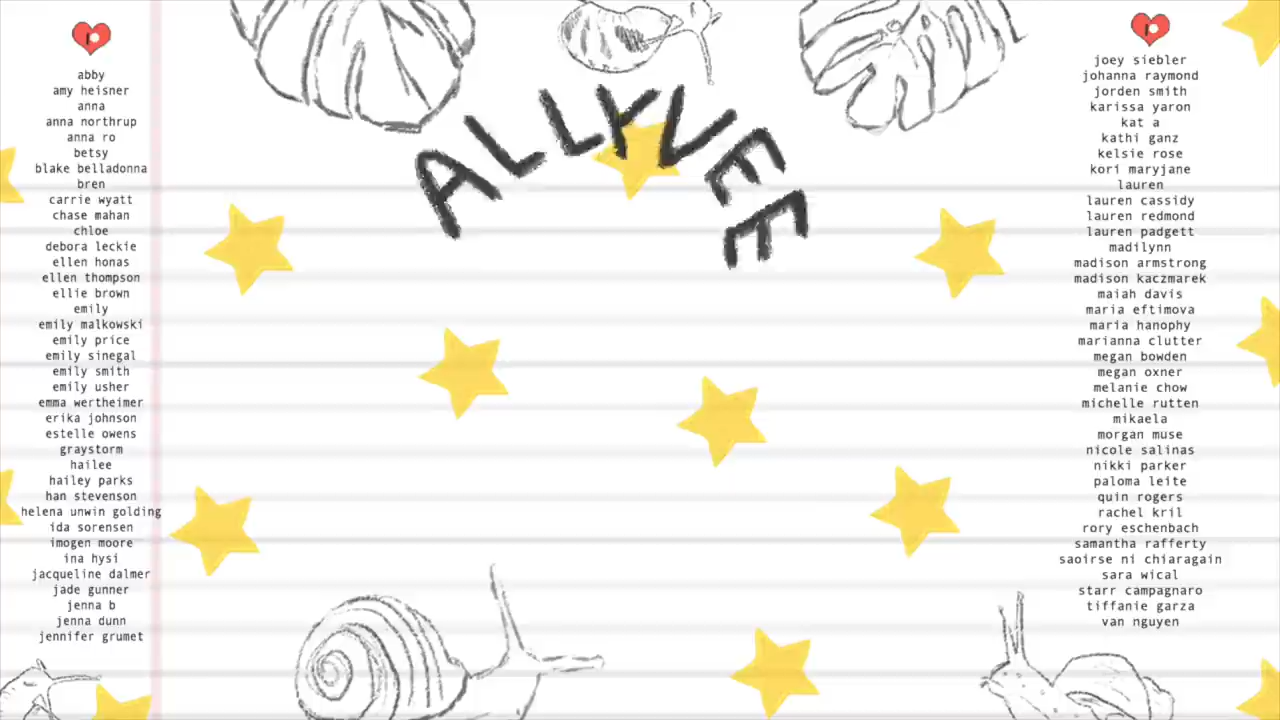 abby
amy heisner
anna
anna northrup
anna ro
betsy
blake belladonna
bren
carrie wyatt
chase mahan
chloe
debora leckie
ellen honas
ellen thompson
ellie brown
emily
emily malkowski
emily price
emily sinegal
emily smith
emily usher
emma wertheimer
erika johnson
estelle owens
graystorm
hailee
hailey parks
han stevenson
helena unwin golding
ida sorensen
imogen moore
ina hysi
jacqueline dalmer
jade gunner
jenna b
jenna dunn
jennifer grumet
ALLYVEE
joey siebler
johanna raymond
jorden smith
karissa yaron
kat a
kathi ganz
kelsie rose
kori maryjane
lauren
lauren cassidy
lauren redmond
lauren padgett
madilynn
madison armstrong
madison kaczmarek
maiah davis
maria eftimova
maria hanophy
marianna clutter
megan bowden
megan oxner
melanie chow
michelle rutten
mikaela
morgan muse
nicole salinas
nikki parker
paloma leite
quin rogers
rachel kril
rory eschenbach
samantha rafferty
saoirse ni chiaragain
sara wical
starr campagnaro
tiffanie garza
van nguyen